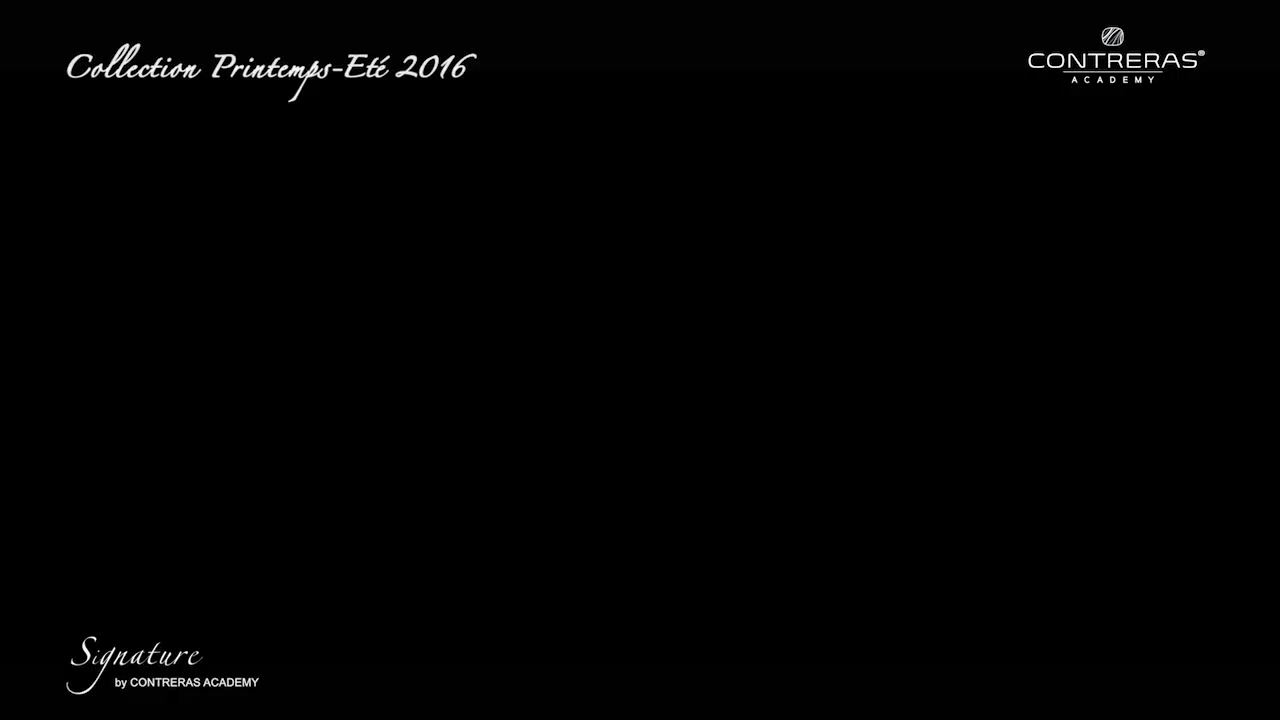 Collection Printemps-Eté 2016
CONTRERAS®
ACADEMY
Signature
by CONTRERAS ACADEMY